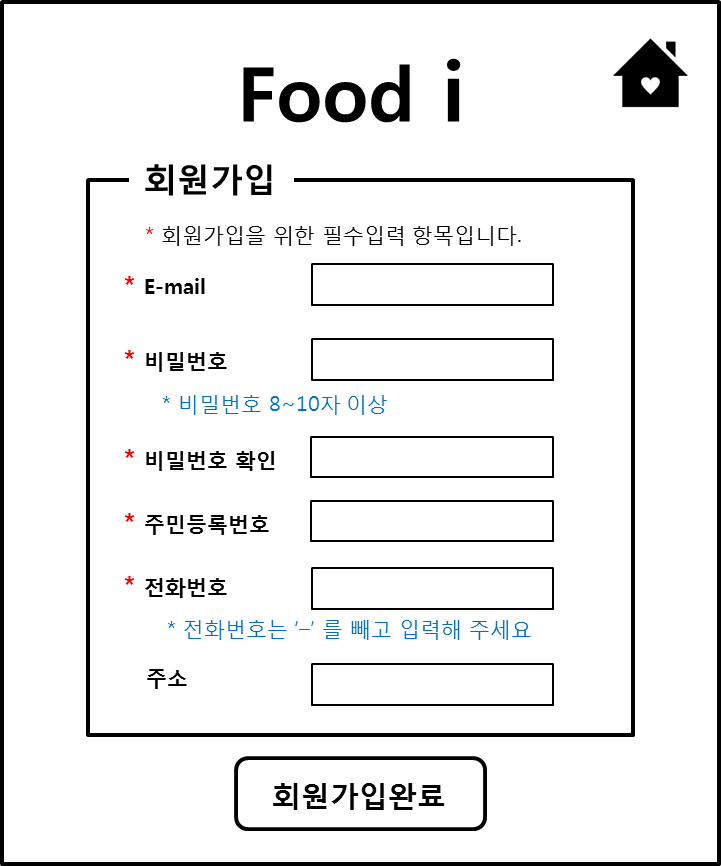 Food i
회원가입
* 회원가입을 위한 필수입력 항목입니다.
* E-mail
* 비밀번호
* 비밀번호 8~10자 이상
* 비밀번호 확인
* 주민등록번호
* 전화번호
* 전화번호는 ‘–’ 를 빼고 입력해 주세요
주소
회원가입완료